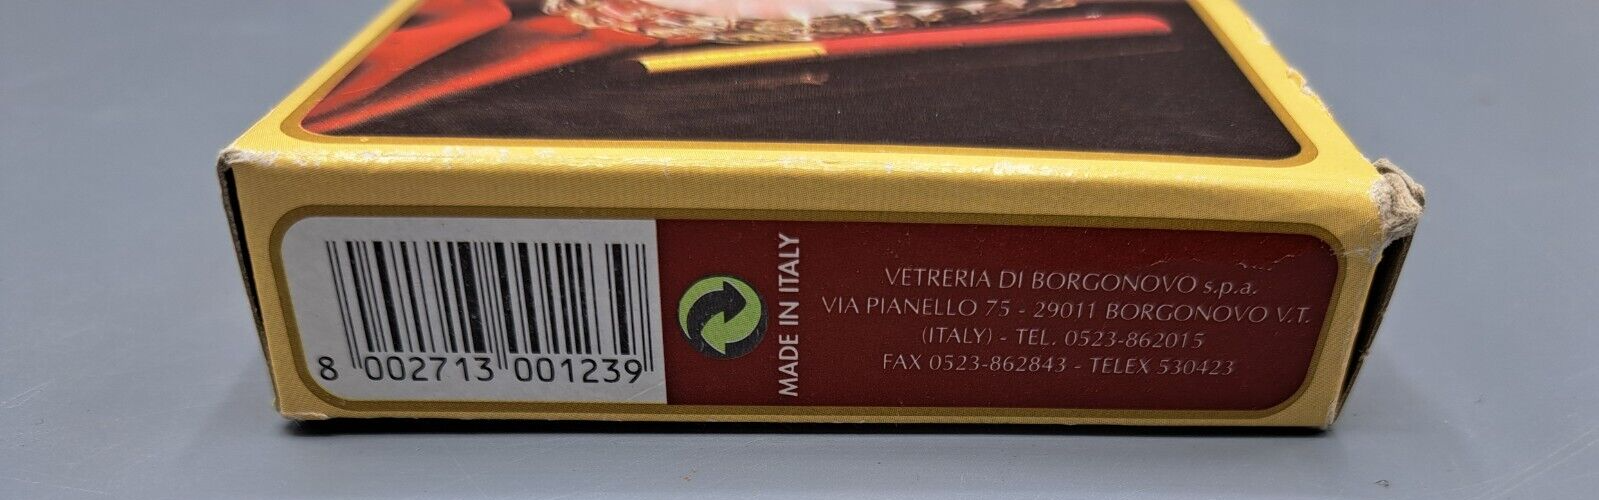 8 002713 001239
MADE IN ITALY
VETRERIA DI BORGONOVO s.p.a.
VIA PIANELLO 75 - 29011 BORGONOVO V.T.
(ITALY) - TEL. 0523-862015
FAX 0523-862843 - TELEX 530423